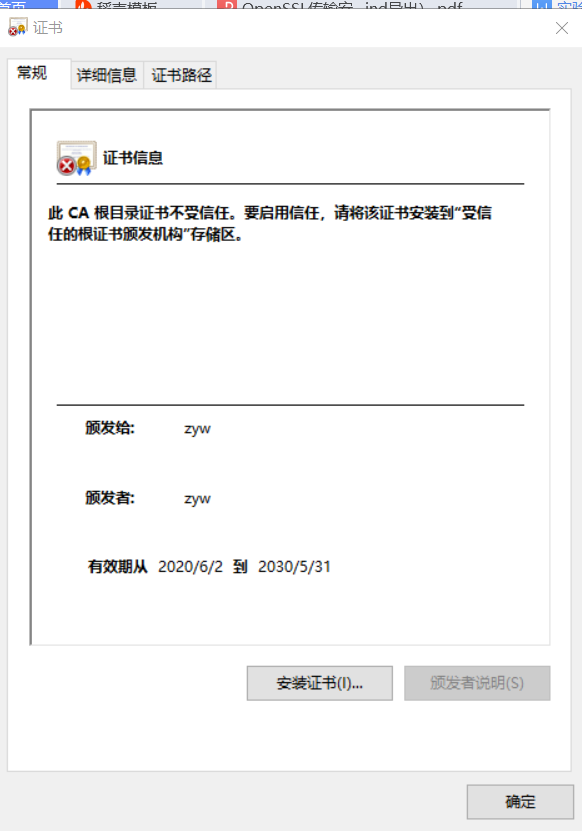 证书
常规 详细信息 证书路径
证书信息
此 CA 根目录证书不受信任。要启用信任，请将该证书安装到“受信
任的根证书颁发机构”存储区。
颁发给: zyw
颁发者: zyw
有效期从 2020/6/2 到 2030/5/31
安装证书(I)... 颁发者说明(S)
确定